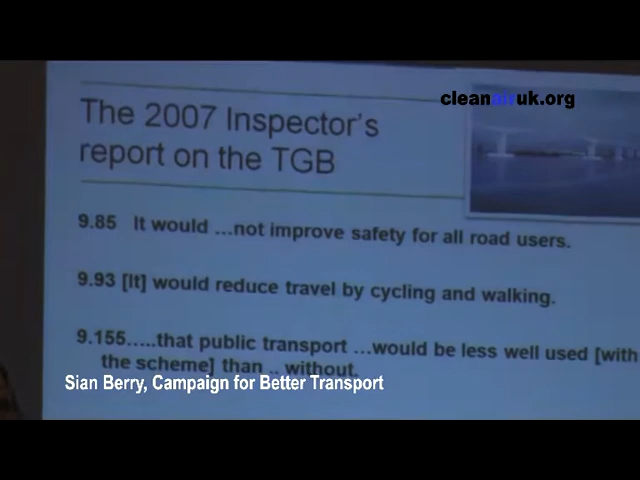 cleanairuk.org
The 2007 Inspector's
report on the TGB
9.85 It would ...not improve safety for all road users.
9.93 [It] would reduce travel by cycling and walking.
9.155.....that public transport ...would be less well used [with
the scheme] than .. without.
Sian Berry, Campaign for Better Transport